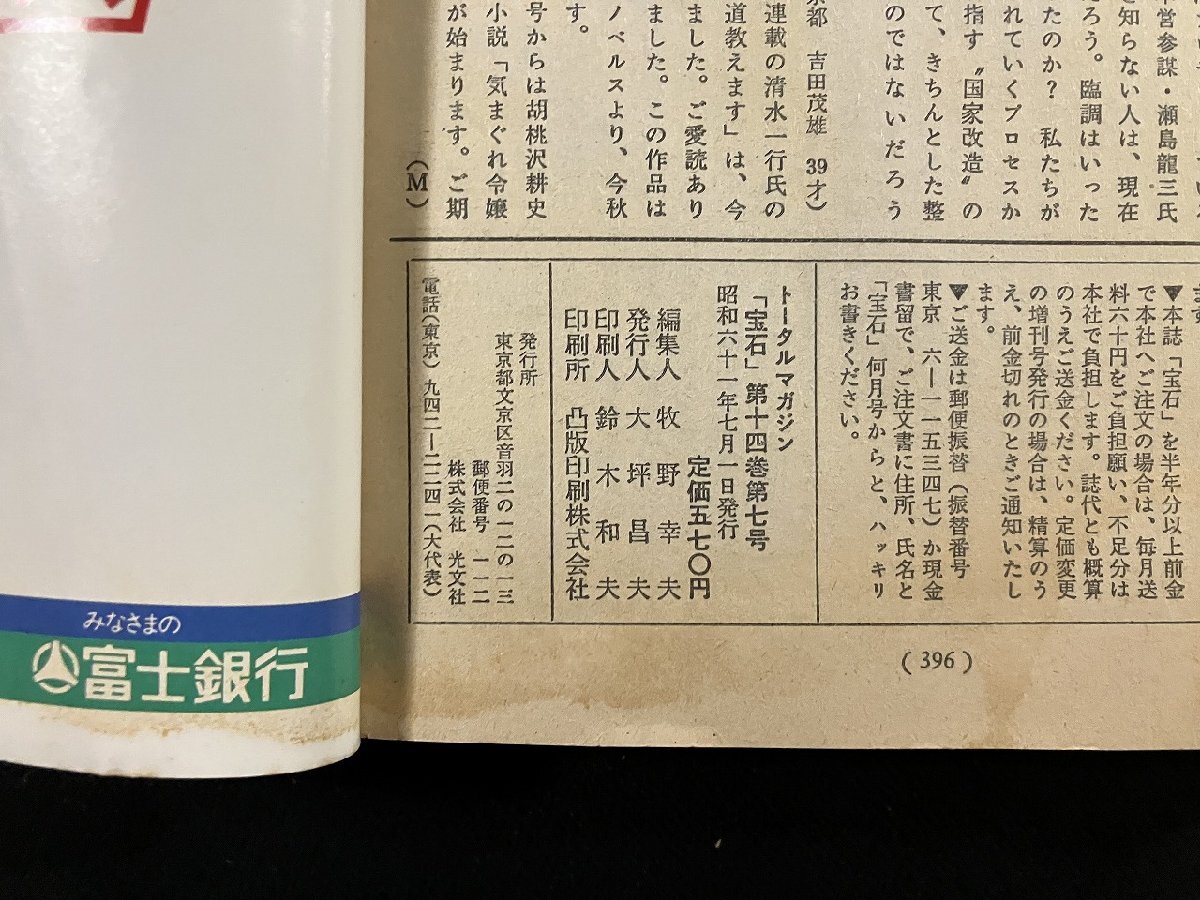 本営参謀・瀬島龍三氏
を知らない人は、現在
だろう。臨調はいった
たのか？　私たちが
れていくプロセスか
指す〝国家改造〟の
て、きちんとした整
のではないだろう
京都　吉田茂雄　39才）
連載の清水一行氏の
道教えます」は、今
ました。ご愛読あり
ました。この作品は
ノベルスより、今秋
す。
号からは胡桃沢耕史
小説「気まぐれ令嬢
が始まります。ご期
（M）
ます。
▼本誌「宝石」を半年分以上前金
で本社へご注文の場合は、毎月送
料六十円をご負担願い、不足分は
本社で負担します。誌代とも概算
のうえご送金ください。定価変更
の増刊号発行の場合は、精算のう
え、前金切れのときご通知いたし
ます。
▼ご送金は郵便振替（振替番号
東京　六―一一五三四七）か現金
書留で、ご注文書に住所、氏名と
「宝石」何月号からと、ハッキリ
お書きください。
トータルマガジン
「宝石」第十四巻第七号
昭和六十一年七月一日発行
定価五七〇円
編集人　牧野幸夫
発行人　大坪昌夫
印刷人　鈴木和夫
印刷所　凸版印刷株式会社
発行所
東京都文京区音羽二の一二の一三
郵便番号　一一二
株式会社　光文社
電話（東京）九四二―二二四一（大代表）
(396)
みなさまの
富士銀行